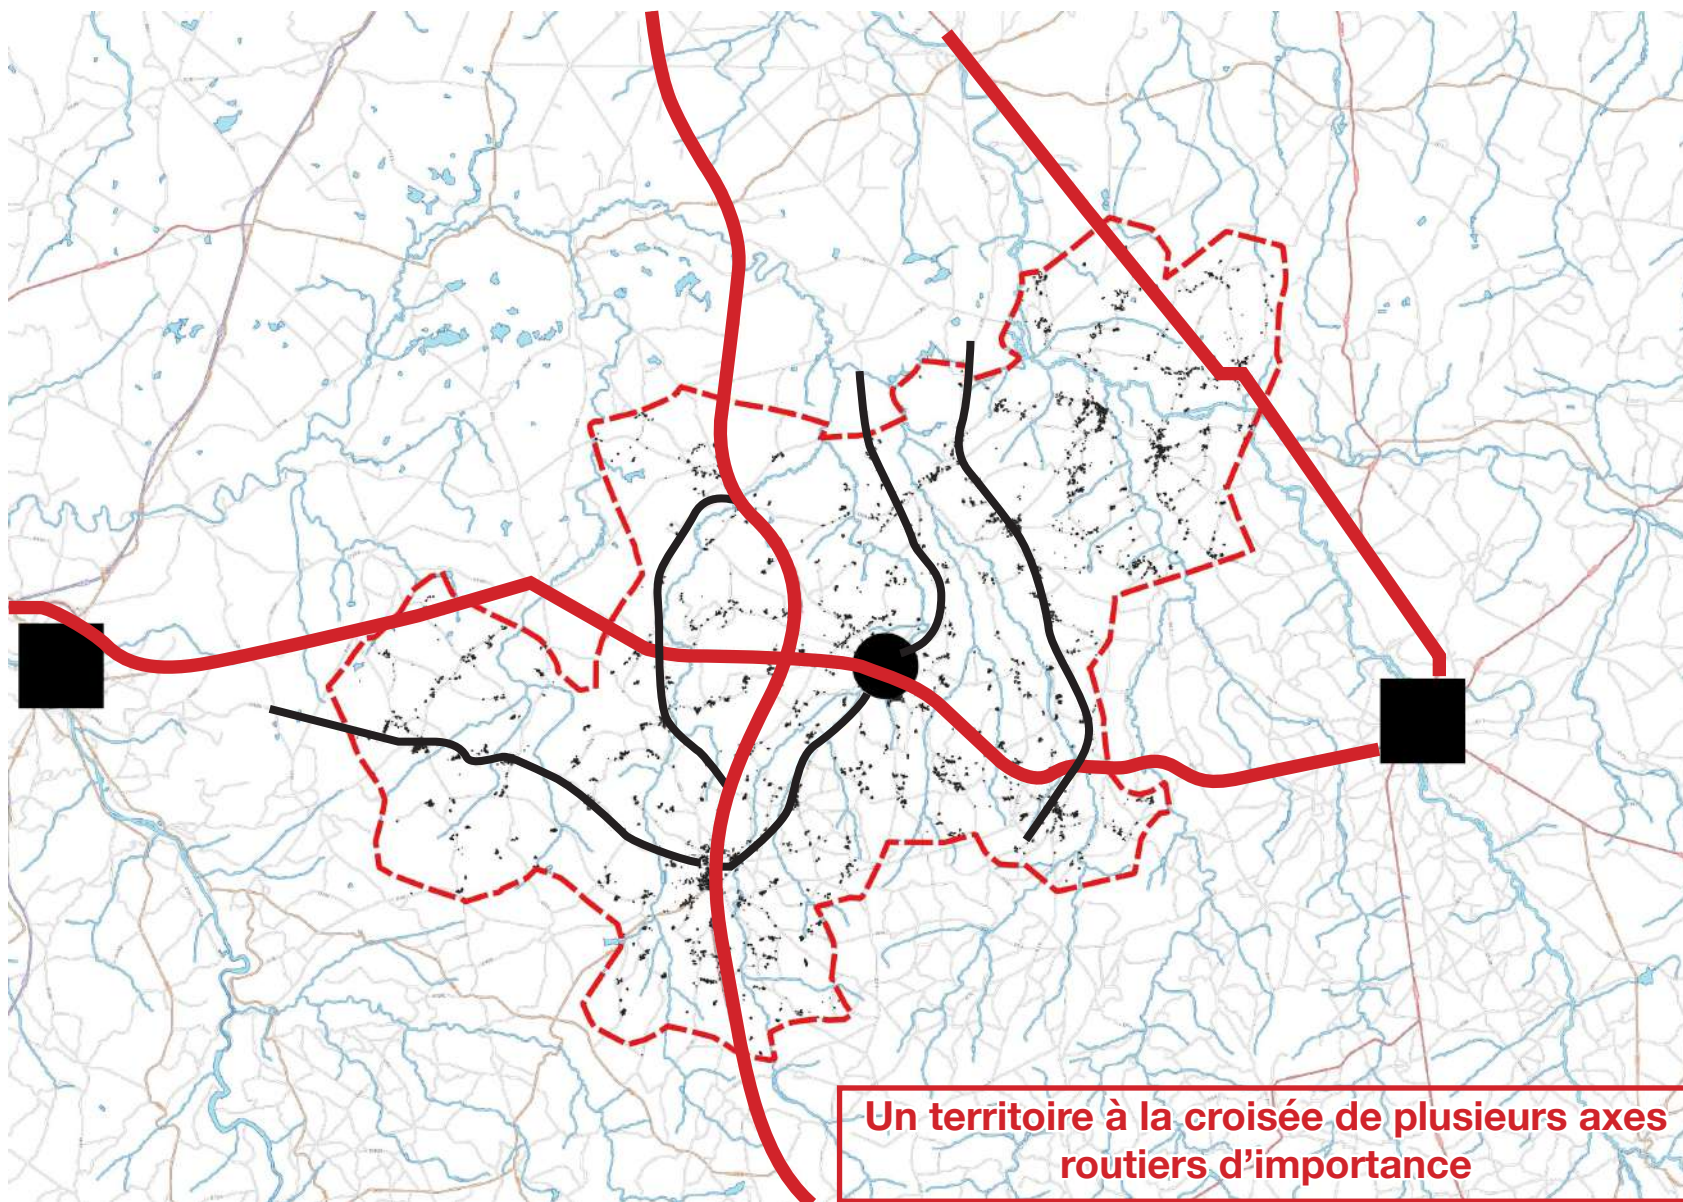 Un territoire à la croisée de plusieurs axes
routiers d'importance